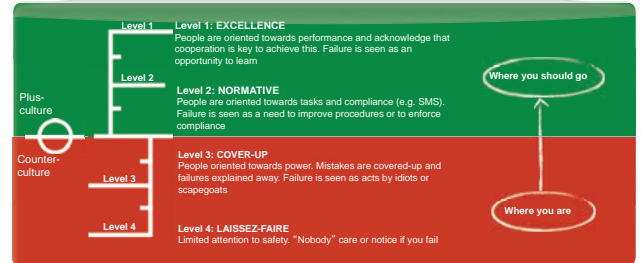 Level 1
Level 1: EXCELLENCE
People are oriented towards performance and acknowledge that
cooperation is key to achieve this. Failure is seen as an
opportunity to learn
Level 2
Level 2: NORMATIVE
People are oriented towards tasks and compliance (e.g. SMS).
Failure is seen as a need to improve procedures or to enforce
compliance
Plus-
culture
Counter-
culture
Level 3: COVER-UP
People oriented towards power. Mistakes are covered-up and
failures explained away. Failure is seen as acts by idiots or
scapegoats
Level 3
Level 4
Level 4: LAISSEZ-FAIRE
Limited attention to safety. “Nobody” care or notice if you fail
Where you should go
Where you are